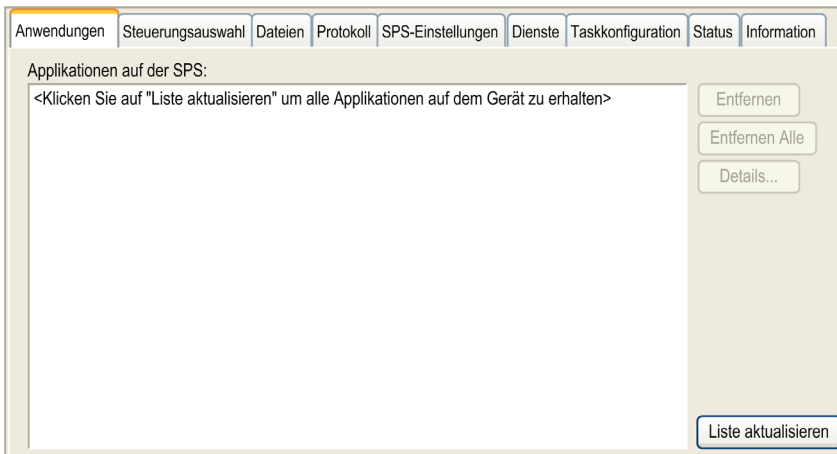 Anwendungen Steuerungsauswahl Dateien Protokoll SPS-Einstellungen Dienste Taskkonfiguration Status Information
Applikationen auf der SPS:
<Klicken Sie auf "Liste aktualisieren" um alle Applikationen auf dem Gerät zu erhalten>
Entfernen
Entfernen Alle
Details...
Liste aktualisieren